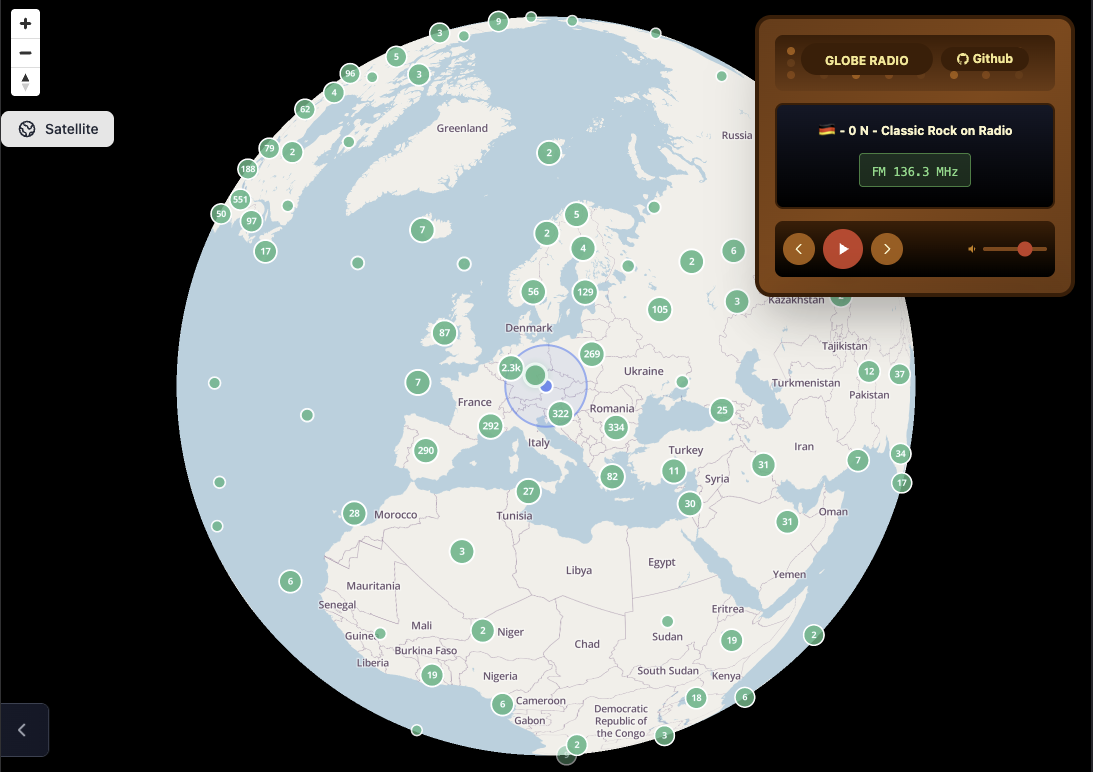 9
3
5
96
3
4
62
79
2
188
551
50
97
17
Greenland
2
Russia
GLOBE RADIO
Github
🇩🇪 - 0 N - Classic Rock on Radio
FM 136.3 MHz
Satellite
7
5
2
4
2
6
56
129
105
3
Kazakhstan
87
Denmark
Tajikistan
2.3k
269
Ukraine
12
37
7
Turkmenistan
Pakistan
France
322
Romania
25
292
334
Italy
290
Turkey
Iran
82
11
31
7
34
Syria
17
27
30
28
Morocco
Tunisia
Oman
31
3
Egypt
Libya
6
Mauritania
Yemen
Senegal
Eritrea
Mali
2
Niger
Guine.
Sudan
2
19
Burkina Faso
Chad
Liberia
19
Nigeria
South Sudan
Kenya
6
Cameroon
18
6
Gabon
Democratic
Republic of
the Congo
3
2